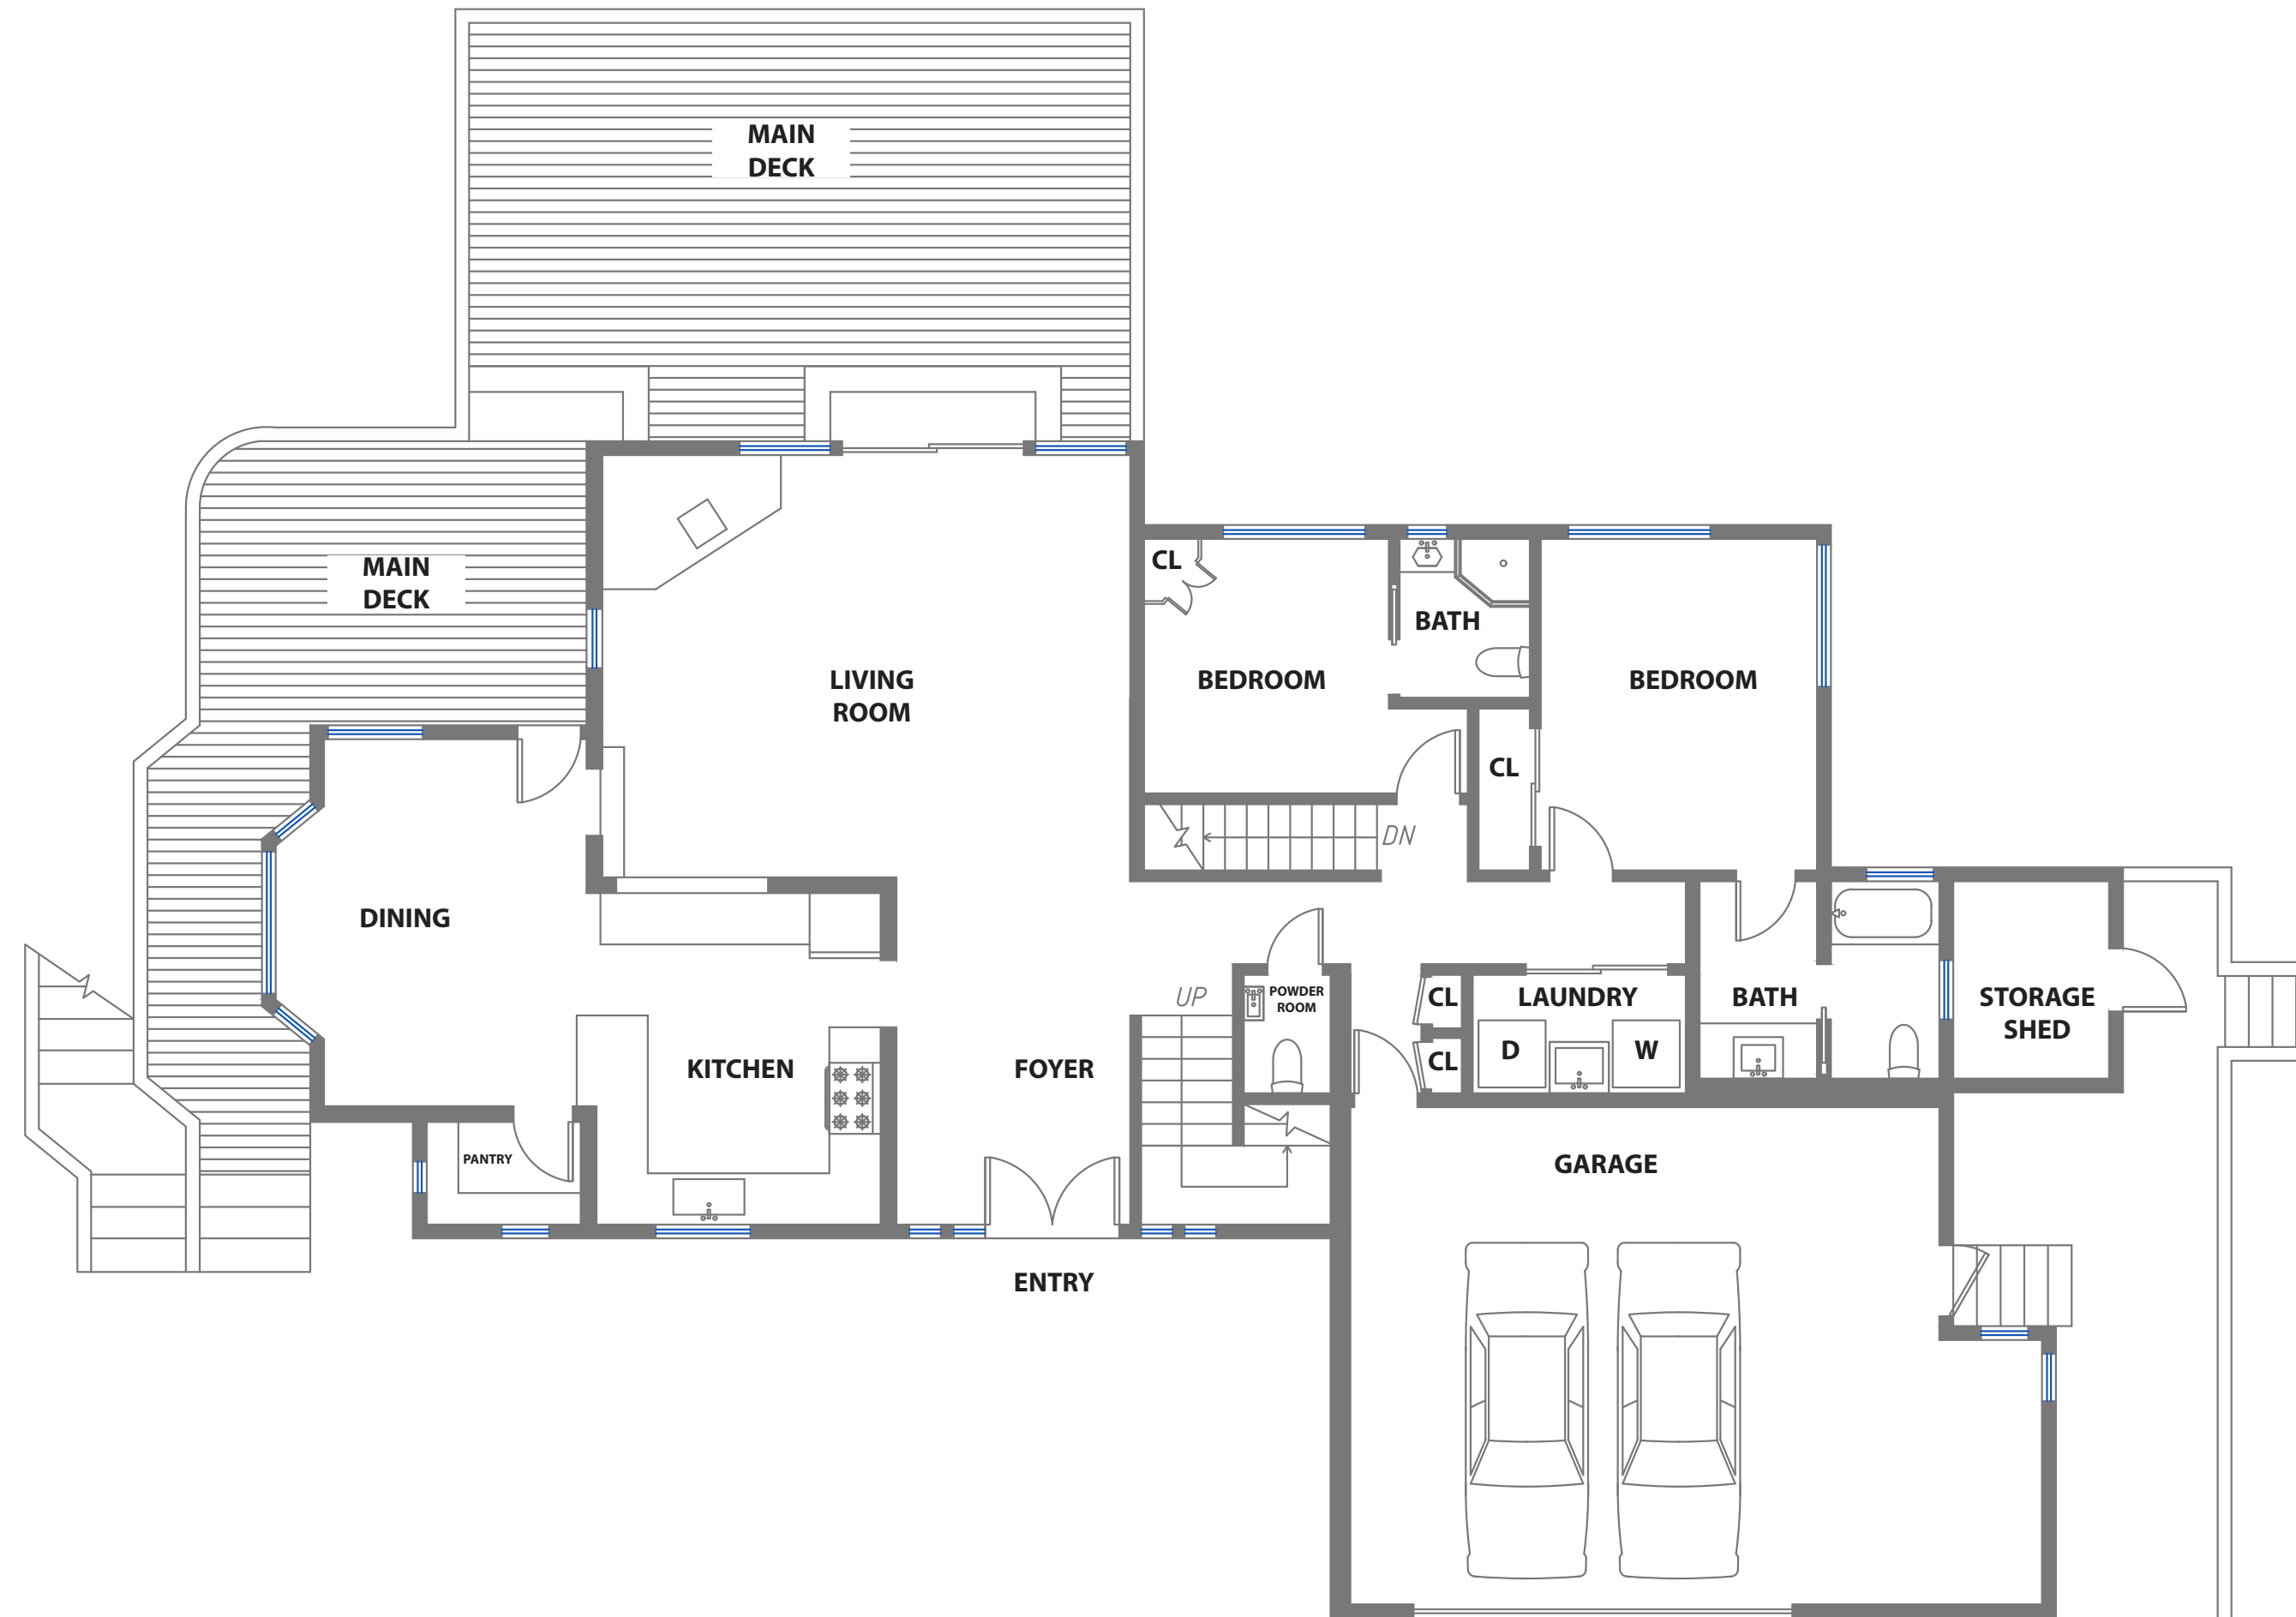 MAIN
DECK
MAIN
DECK
CL
BATH
LIVING
ROOM
BEDROOM
BEDROOM
CL
DN
DINING
UP
POWDER
ROOM
CL
LAUNDRY
BATH
STORAGE
SHED
KITCHEN
FOYER
CL
D
W
PANTRY
GARAGE
ENTRY